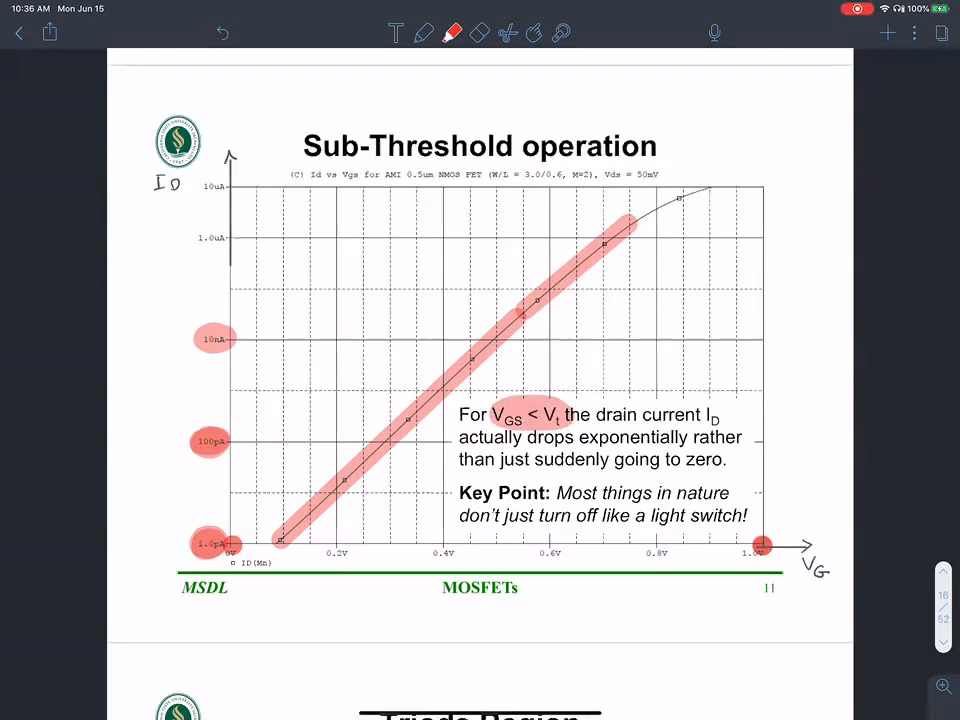 10:36 AM Mon Jun 15
100%
Sub-Threshold operation
ID
(C) Id vs Vgs for AMI 0.5um NMOS FET (W/L = 3.0/0.6, M=2), Vds = 50mV
10uA
1.0uA
10nA
100pA
1.0pA
For VGS < Vt the drain current ID
actually drops exponentially rather
than just suddenly going to zero.
Key Point: Most things in nature
don't just turn off like a light switch!
0V 0.2V 0.4V 0.6V 0.8V 1.0V
VG
ID(Mn)
MSDL MOSFETs 11
16
/
52
Triode Region